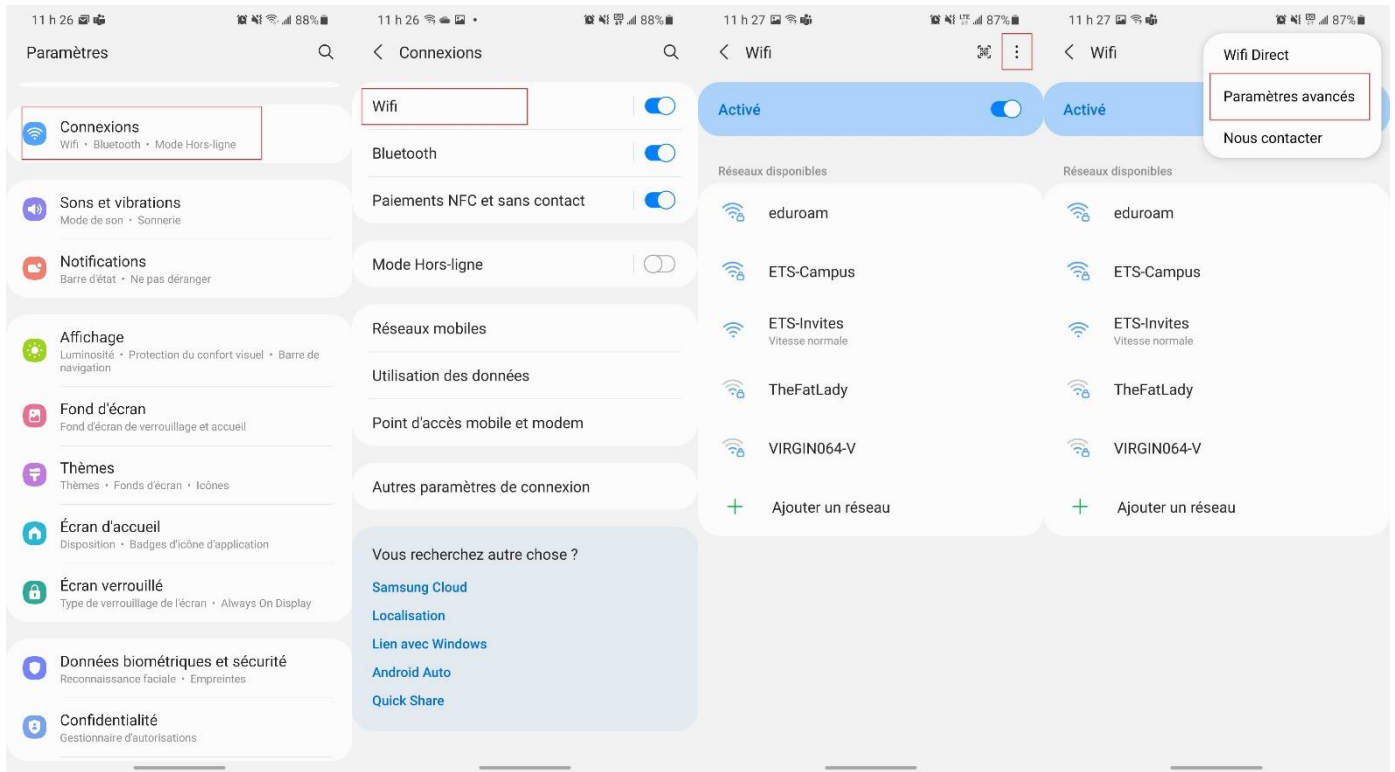 11 h 26
88%
Paramètres
Connexions
Wifi • Bluetooth • Mode Hors-ligne
Sons et vibrations
Mode de son • Sonnerie
Notifications
Barre d'état • Ne pas déranger
Affichage
Luminosité • Protection du confort visuel • Barre de
navigation
Fond d'écran
Fond d'écran de verrouillage et accueil
Thèmes
Thèmes • Fonds d'écran • Icônes
Écran d'accueil
Disposition • Badges d'icône d'application
Écran verrouillé
Type de verrouillage de l'écran • Always On Display
Données biométriques et sécurité
Reconnaissance faciale • Empreintes
Confidentialité
Gestionnaire d'autorisations
11 h 26
88%
Connexions
Wifi
Bluetooth
Paiements NFC et sans contact
Mode Hors-ligne
Réseaux mobiles
Utilisation des données
Point d'accès mobile et modem
Autres paramètres de connexion
Vous recherchez autre chose ?
Samsung Cloud
Localisation
Lien avec Windows
Android Auto
Quick Share
11 h 27
LTE 87%
Wifi
Activé
Réseaux disponibles
eduroam
ETS-Campus
ETS-Invites
Vitesse normale
TheFatLady
VIRGIN064-V
Ajouter un réseau
11 h 27
87%
Wifi
Wifi Direct
Paramètres avancés
Nous contacter
Activé
Réseaux disponibles
eduroam
ETS-Campus
ETS-Invites
Vitesse normale
TheFatLady
VIRGIN064-V
Ajouter un réseau